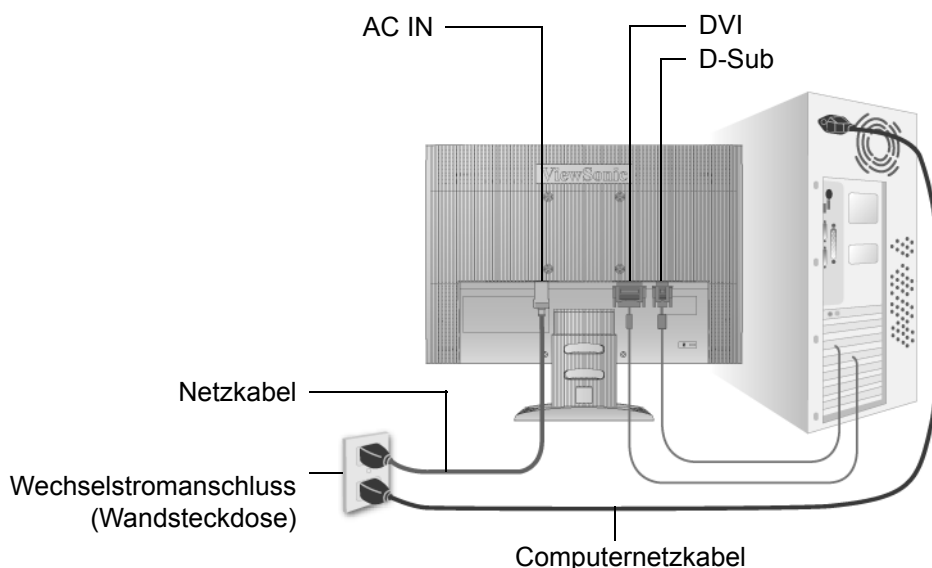 AC IN
DVI
D-Sub
ViewSonic
Netzkabel
Wechselstromanschluss
(Wandsteckdose)
Computernetzkabel